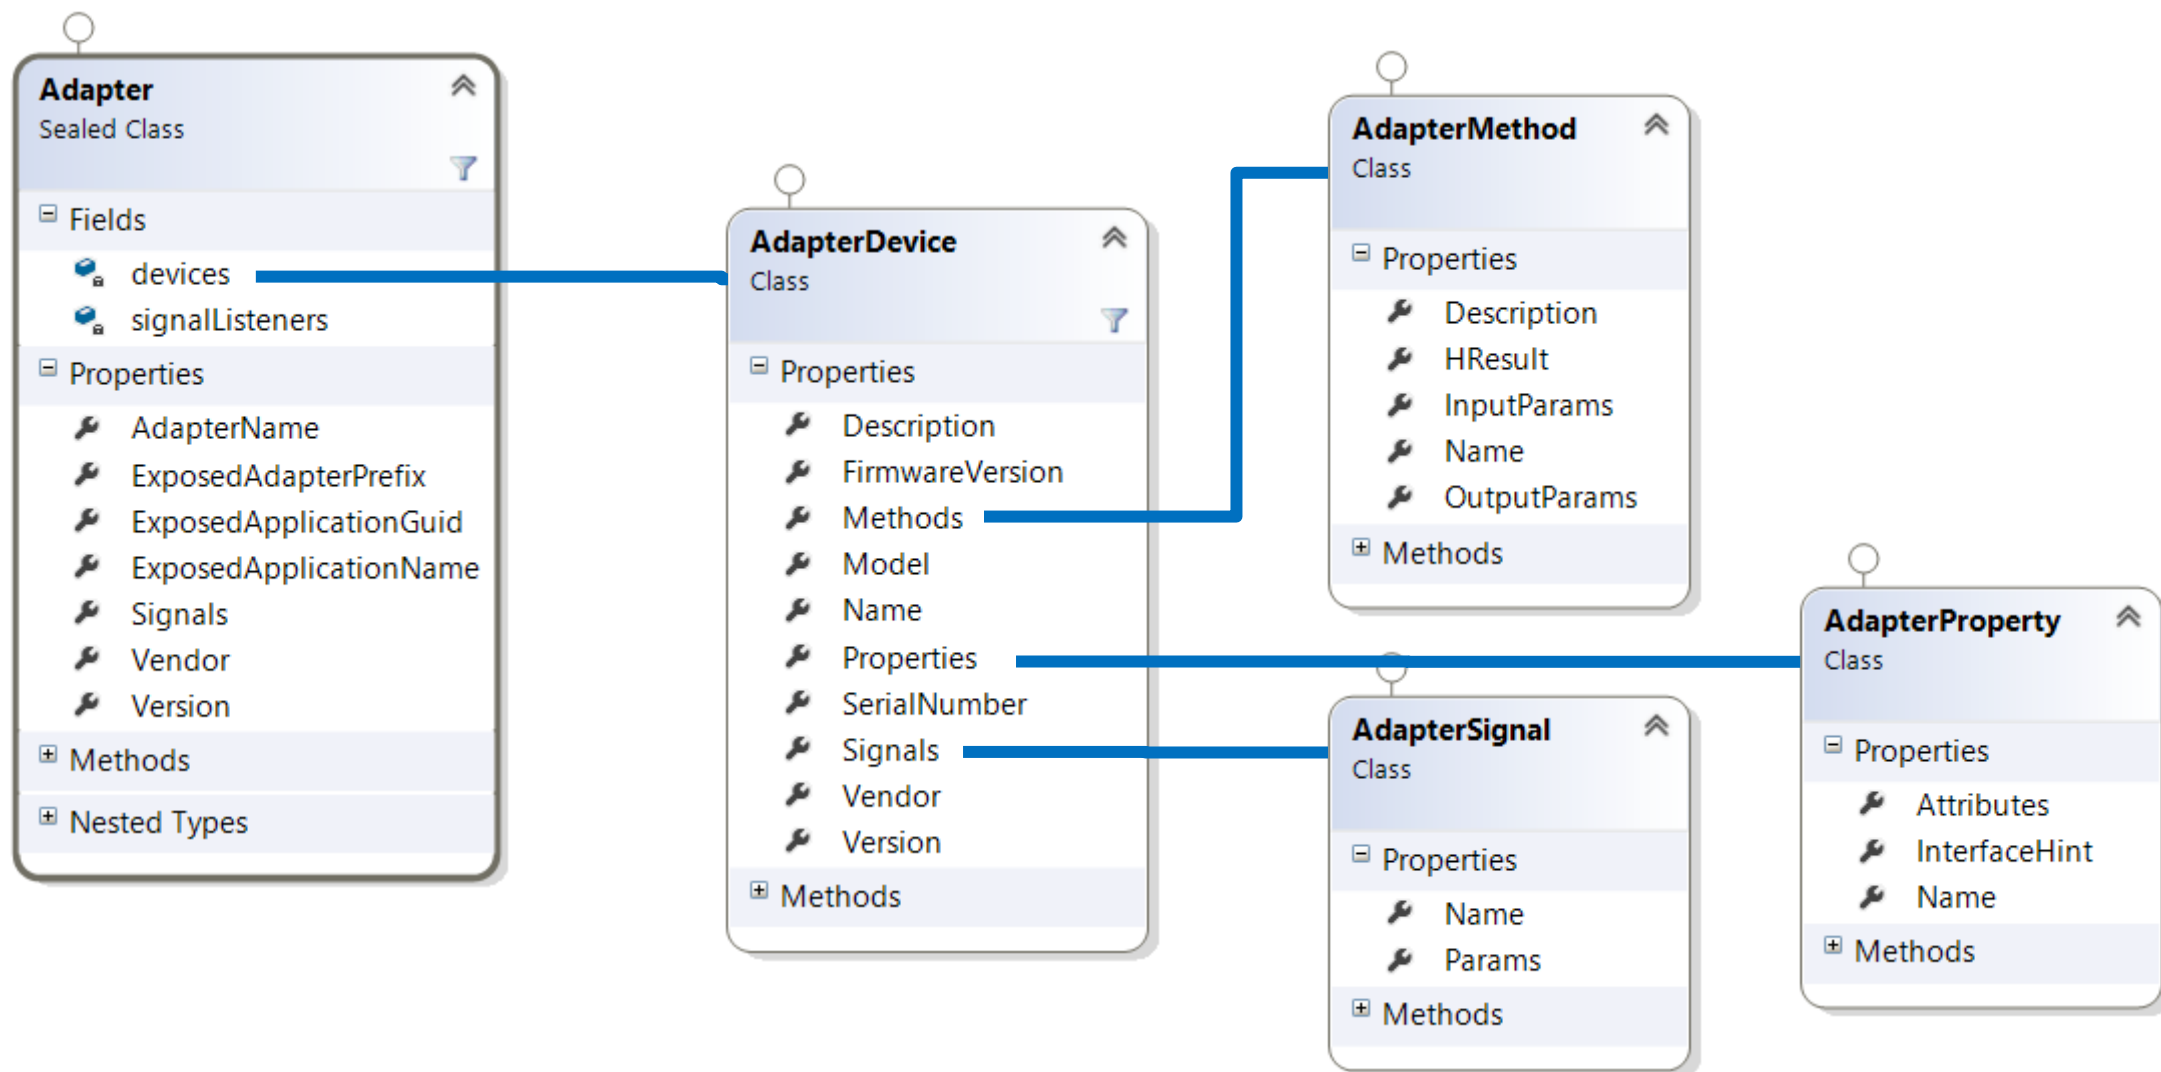 Adapter
Sealed Class
Fields
devices
signalListeners
Properties
AdapterName
ExposedAdapterPrefix
ExposedApplicationGuid
ExposedApplicationName
Signals
Vendor
Version
Methods
Nested Types
AdapterDevice
Class
Properties
Description
FirmwareVersion
Methods
Model
Name
Properties
SerialNumber
Signals
Vendor
Version
Methods
AdapterMethod
Class
Properties
Description
HResult
InputParams
Name
OutputParams
Methods
AdapterSignal
Class
Properties
Name
Params
Methods
AdapterProperty
Class
Properties
Attributes
InterfaceHint
Name
Methods